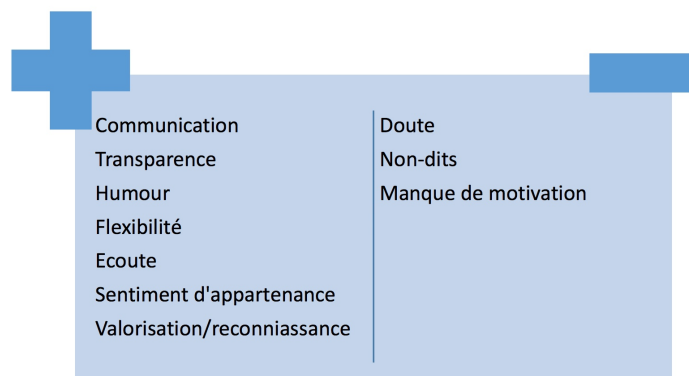 Communication
Transparence
Humour
Flexibilité
Ecoute
Sentiment d'appartenance
Valorisation/reconniassance
Doute
Non-dits
Manque de motivation